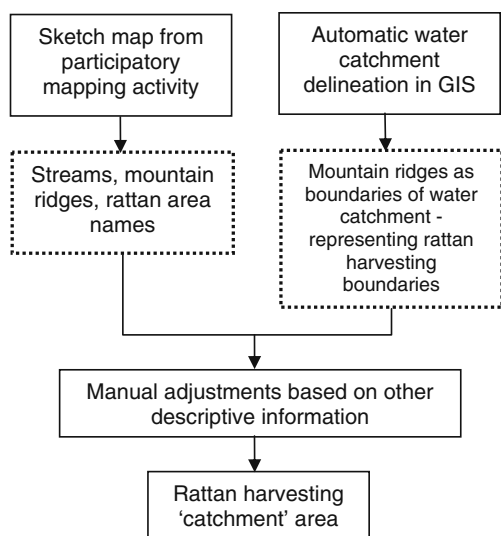 Sketch map from
participatory
mapping activity
Automatic water
catchment
delineation in GIS
Streams, mountain
ridges, rattan area
names
Mountain ridges as
boundaries of water
catchment -
representing rattan
harvesting
boundaries
Manual adjustments based on other
descriptive information
Rattan harvesting
‘catchment’ area